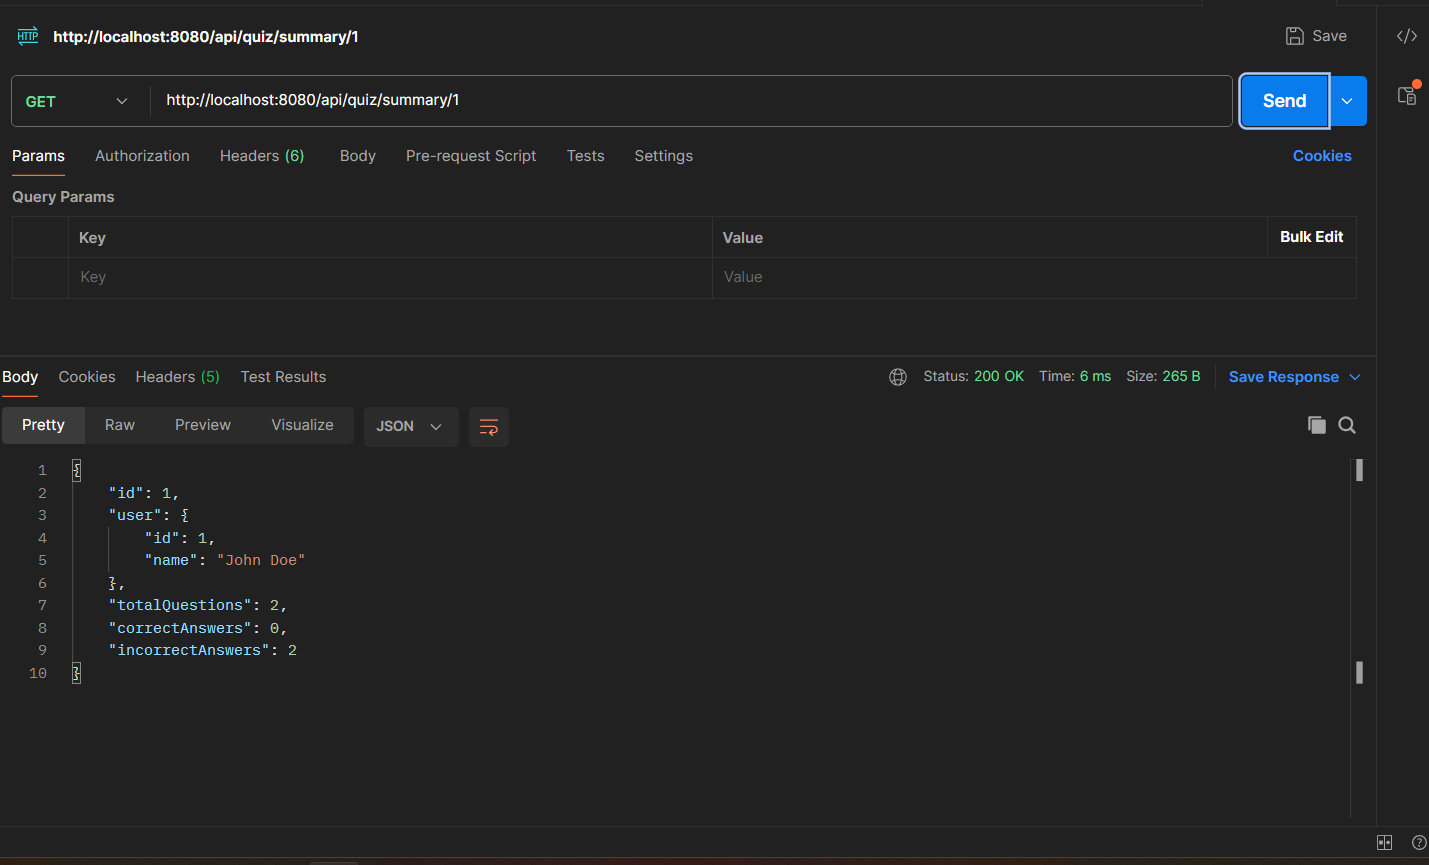 HTTP http://localhost:8080/api/quiz/summary/1 Save </>
GET http://localhost:8080/api/quiz/summary/1 Send
Params Authorization Headers (6) Body Pre-request Script Tests Settings Cookies
Query Params
Key Value Bulk Edit
Key Value
Body Cookies Headers (5) Test Results Status: 200 OK Time: 6 ms Size: 265 B Save Response
Pretty Raw Preview Visualize JSON
1 {
2 "id": 1,
3 "user": {
4 "id": 1,
5 "name": "John Doe"
6 },
7 "totalQuestions": 2,
8 "correctAnswers": 0,
9 "incorrectAnswers": 2
10 }